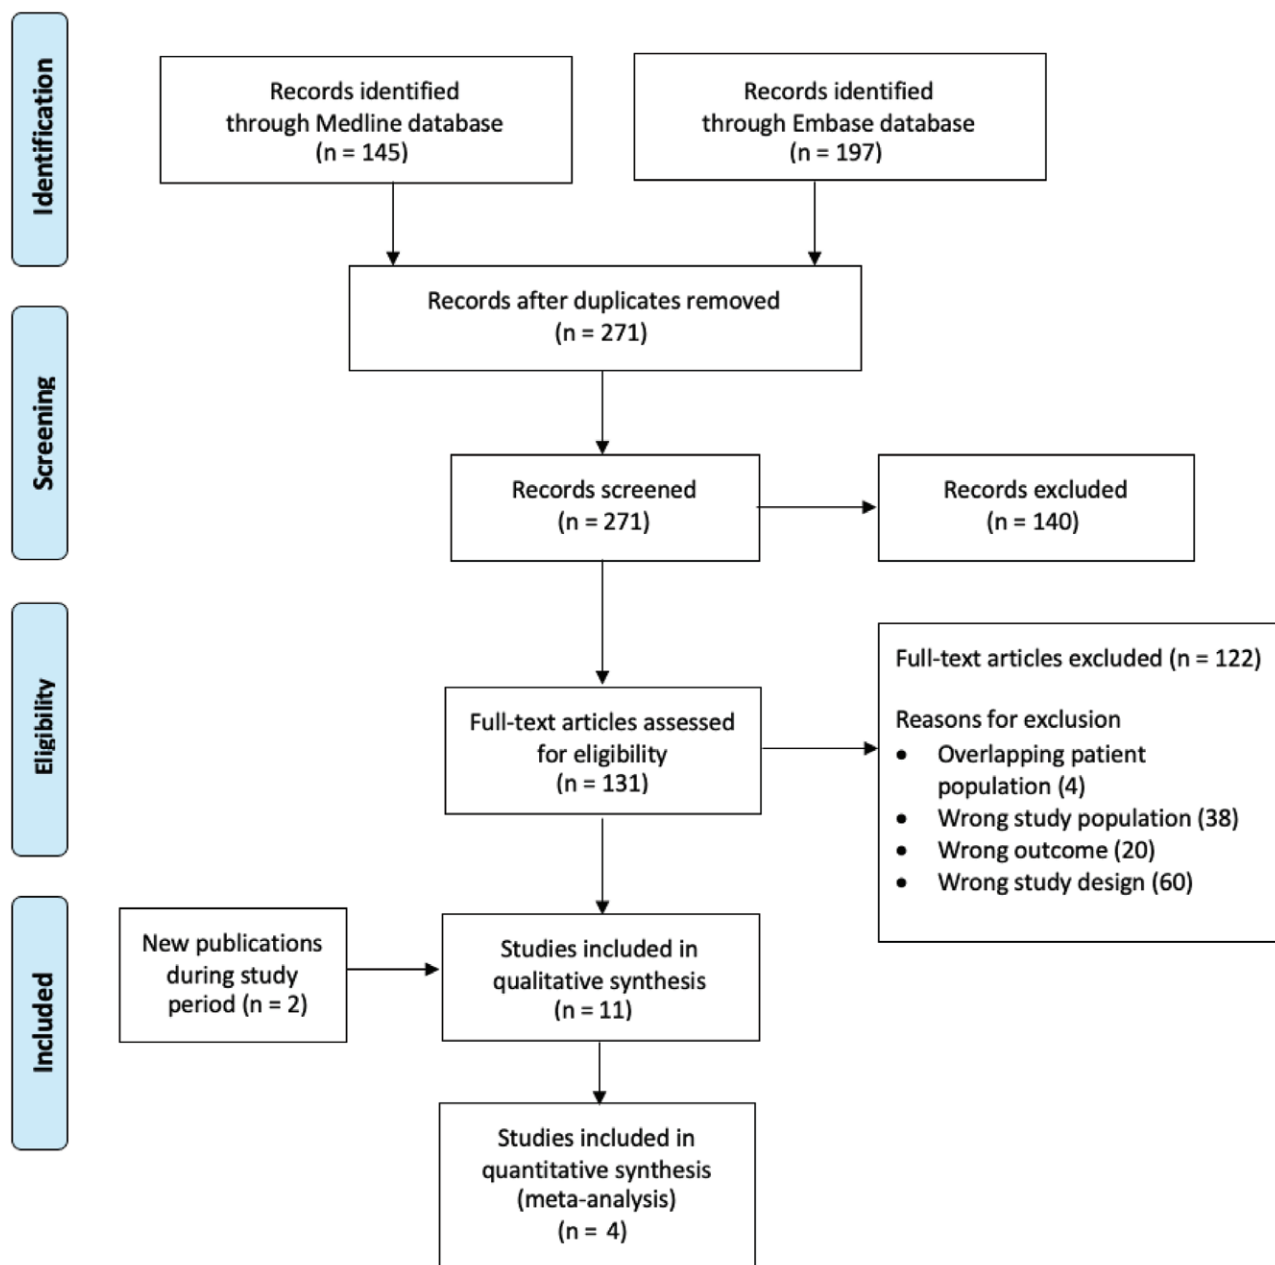 Identification
Records identified
through Medline database
(n = 145)
Records identified
through Embase database
(n = 197)
Records after duplicates removed
(n = 271)
Screening
Records screened
(n = 271)
Records excluded
(n = 140)
Eligibility
Full-text articles assessed
for eligibility
(n = 131)
Full-text articles excluded (n = 122)
Reasons for exclusion
• Overlapping patient
population (4)
• Wrong study population (38)
• Wrong outcome (20)
• Wrong study design (60)
Included
New publications
during study
period (n = 2)
Studies included in
qualitative synthesis
(n = 11)
Studies included in
quantitative synthesis
(meta-analysis)
(n = 4)